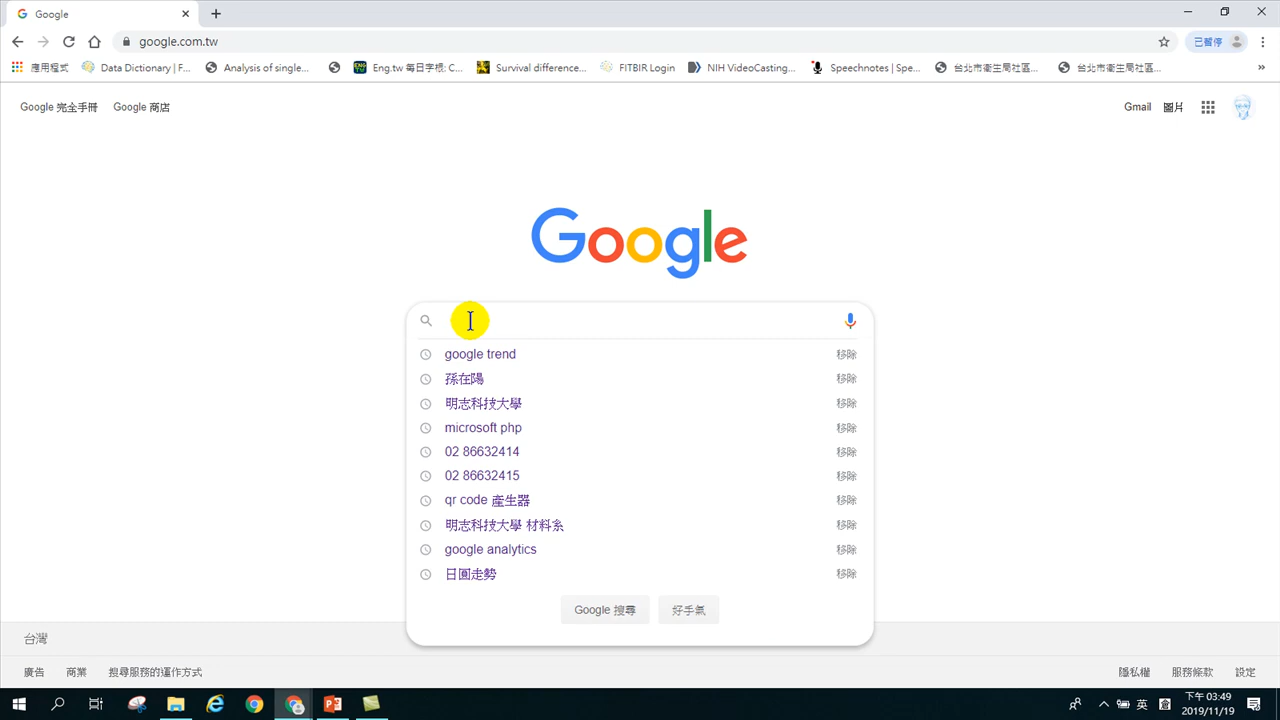 Google
google.com.tw
已暫停
應用程式 Data Dictionary | F... Analysis of single... Eng.tw 每日字根: C... Survival difference... FITBIR Login NIH VideoCasting... Speechnotes | Spe... 台北市衛生局社區... 台北市衛生局社區... »
Google 完全手冊 Google 商店 Gmail 圖片
Google
google trend 移除
孫在陽 移除
明志科技大學 移除
microsoft php 移除
02 86632414 移除
02 86632415 移除
qr code 產生器 移除
明志科技大學 材料系 移除
google analytics 移除
日圓走勢 移除
Google 搜尋 好手氣
台灣
廣告 商業 搜尋服務的運作方式 隱私權 服務條款 設定
英 下午 03:49
2019/11/19